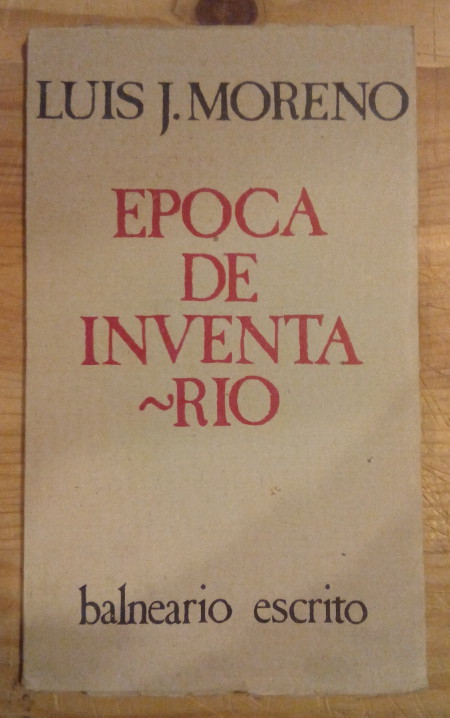 LUIS J. MORENO
EPOCA
DE
INVENTA
~RIO
balneario escrito